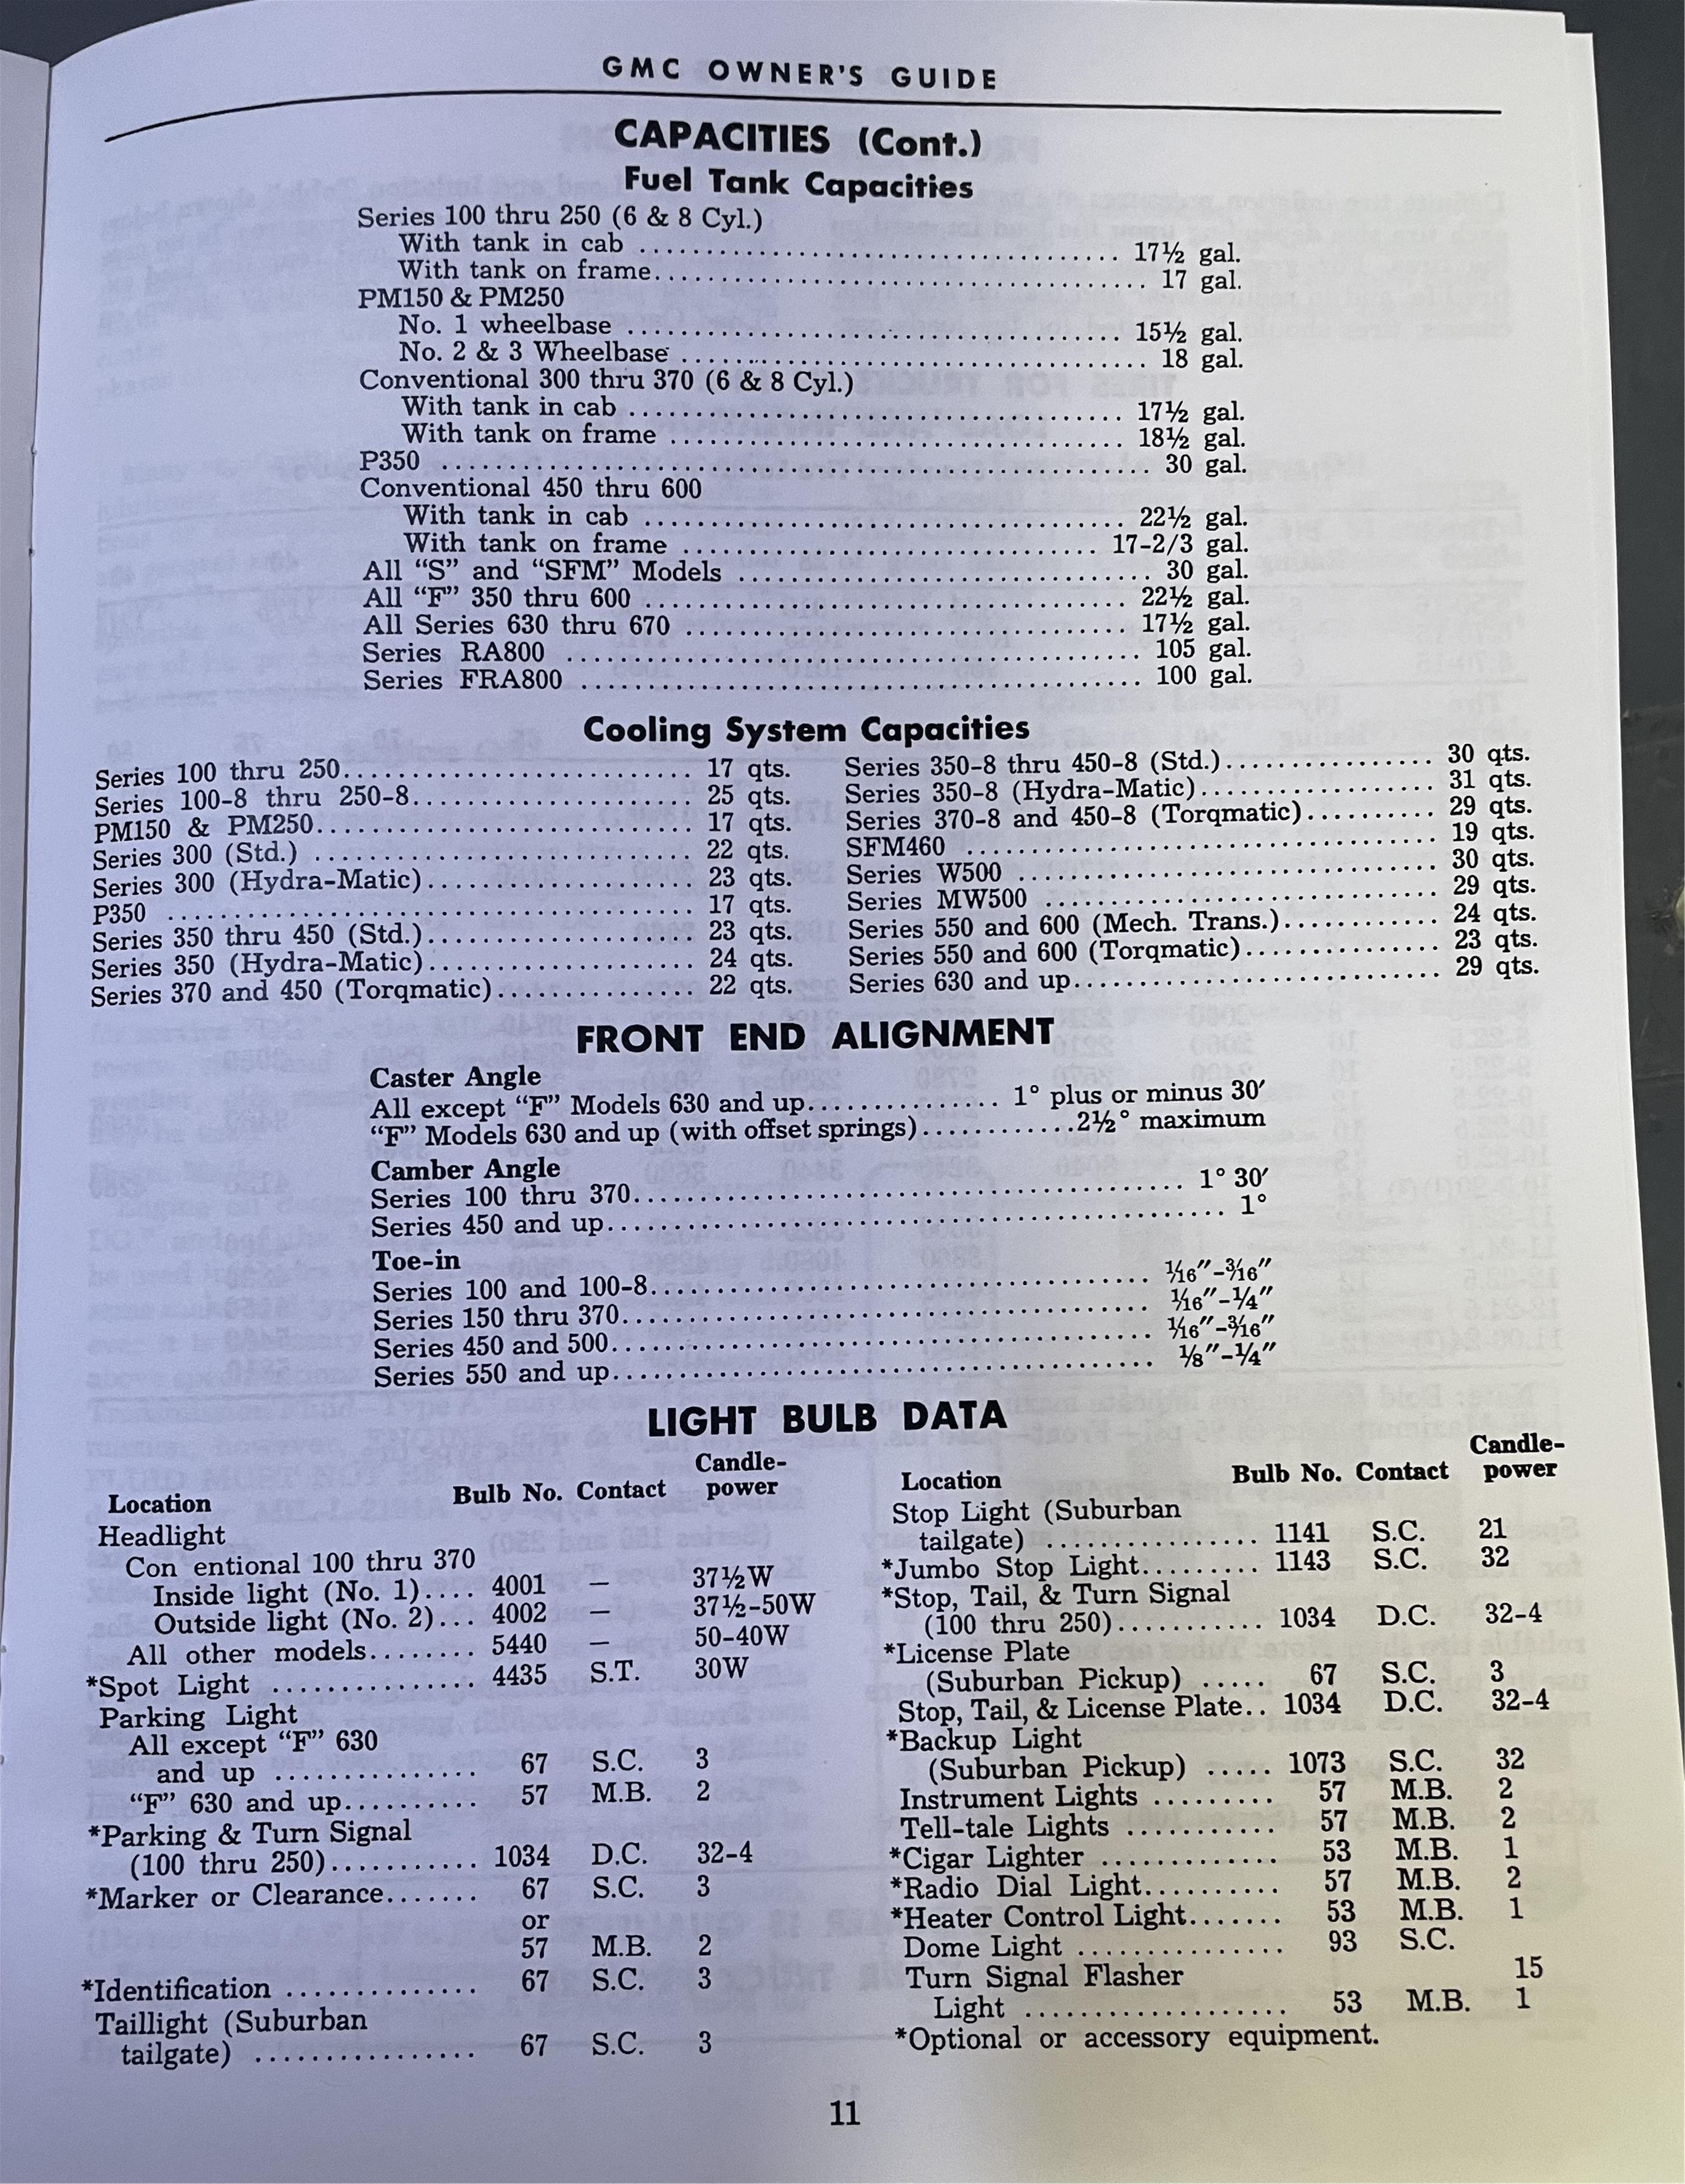 GMC OWNER'S GUIDE
CAPACITIES (Cont.)
Fuel Tank Capacities
Series 100 thru 250 (6 & 8 Cyl.)
With tank in cab ........ 17½ gal.
With tank on frame ........ 17 gal.
PM150 & PM250
No. 1 wheelbase ........ 15½ gal.
No. 2 & 3 Wheelbase ........ 18 gal.
Conventional 300 thru 370 (6 & 8 Cyl.)
With tank in cab ........ 17½ gal.
With tank on frame ........ 18½ gal.
P350 ........ 30 gal.
Conventional 450 thru 600
With tank in cab ........ 22½ gal.
With tank on frame ........ 17-2/3 gal.
All “S” and “SFM” Models ........ 30 gal.
All “F” 350 thru 600 ........ 22½ gal.
All Series 630 thru 670 ........ 17½ gal.
Series RA800 ........ 105 gal.
Series FRA800 ........ 100 gal.
Cooling System Capacities
Series 100 thru 250 ........ 17 qts.
Series 100-8 thru 250-8 ........ 25 qts.
PM150 & PM250 ........ 17 qts.
Series 300 (Std.) ........ 22 qts.
Series 300 (Hydra-Matic) ........ 23 qts.
P350 ........ 17 qts.
Series 350 thru 450 (Std.) ........ 23 qts.
Series 350 (Hydra-Matic) ........ 24 qts.
Series 370 and 450 (Torqmatic) ........ 22 qts.
Series 350-8 thru 450-8 (Std.) ........ 30 qts.
Series 350-8 (Hydra-Matic) ........ 31 qts.
Series 370-8 and 450-8 (Torqmatic) ........ 29 qts.
SFM460 ........ 19 qts.
Series W500 ........ 30 qts.
Series MW500 ........ 29 qts.
Series 550 and 600 (Mech. Trans.) ........ 24 qts.
Series 550 and 600 (Torqmatic) ........ 23 qts.
Series 630 and up ........ 29 qts.
FRONT END ALIGNMENT
Caster Angle
All except “F” Models 630 and up ........ 1° plus or minus 30′
“F” Models 630 and up (with offset springs) ........ 2½° maximum
Camber Angle
Series 100 thru 370 ........ 1° 30′
Series 450 and up ........ 1°
Toe-in
Series 100 and 100-8 ........ 1/16″-3/16″
Series 150 thru 370 ........ 1/16″-¼″
Series 450 and 500 ........ 1/16″-3/16″
Series 550 and up ........ ⅛″-¼″
LIGHT BULB DATA
Location Bulb No. Contact Candle-
power
Headlight
Con entional 100 thru 370
Inside light (No. 1) .... 4001 — 37½W
Outside light (No. 2) ... 4002 — 37½-50W
All other models ........ 5440 — 50-40W
*Spot Light ........ 4435 S.T. 30W
Parking Light
All except “F” 630
and up ........ 67 S.C. 3
“F” 630 and up ........ 57 M.B. 2
*Parking & Turn Signal
(100 thru 250) ........ 1034 D.C. 32-4
*Marker or Clearance ....... 67 S.C. 3
or
57 M.B. 2
*Identification ........ 67 S.C. 3
Taillight (Suburban
tailgate) ........ 67 S.C. 3
Location Bulb No. Contact Candle-
power
Stop Light (Suburban
tailgate) ........ 1141 S.C. 21
*Jumbo Stop Light ........ 1143 S.C. 32
*Stop, Tail, & Turn Signal
(100 thru 250) ........ 1034 D.C. 32-4
*License Plate
(Suburban Pickup) ..... 67 S.C. 3
Stop, Tail, & License Plate .. 1034 D.C. 32-4
*Backup Light
(Suburban Pickup) ..... 1073 S.C. 32
Instrument Lights ........ 57 M.B. 2
Tell-tale Lights ........ 57 M.B. 2
*Cigar Lighter ........ 53 M.B. 1
*Radio Dial Light ........ 57 M.B. 2
*Heater Control Light ....... 53 M.B. 1
Dome Light ........ 93 S.C.
Turn Signal Flasher 15
Light ........ 53 M.B. 1
*Optional or accessory equipment.
11